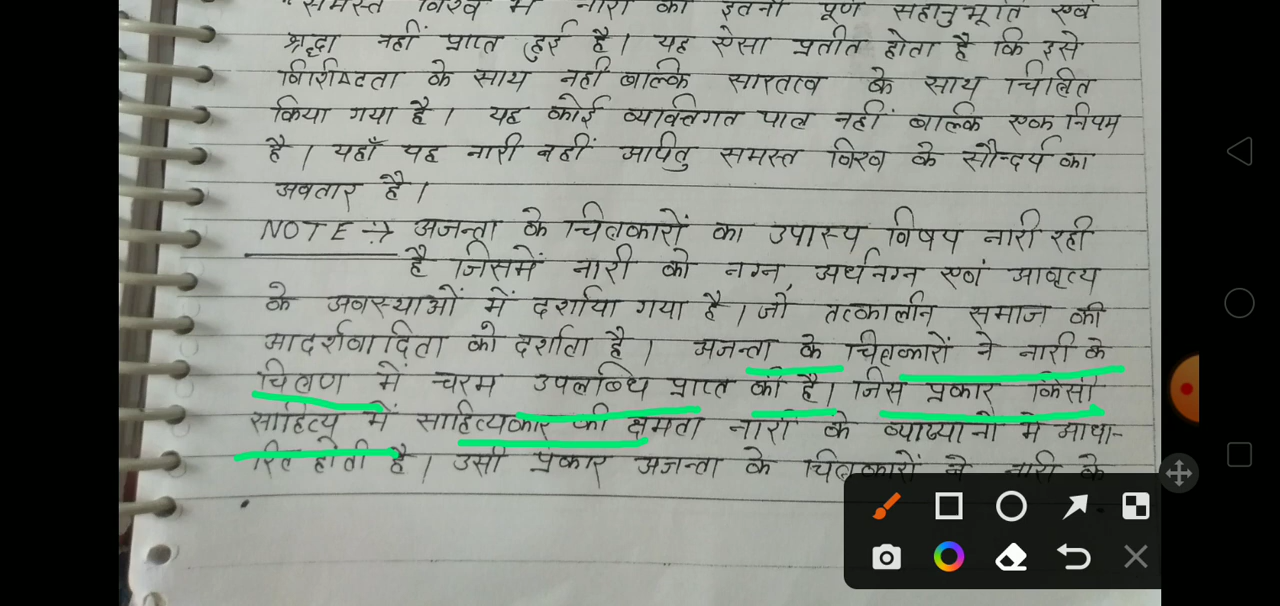 "समस्त विश्व में नारी को इतनी पूर्ण सहानुभूति एवं
श्रद्धा नहीं प्राप्त हुई है। यह ऐसा प्रतीत होता है कि इसे
विशिष्टता के साथ नहीं बल्कि सारतत्व के साथ चित्रित
किया गया है। यह कोई व्यक्तिगत पात्र नहीं बल्कि एक नियम
है। यहाँ यह नारी नहीं अपितु समस्त विश्व के सौन्दर्य का
अवतार है।
NOTE :→ अजन्ता के चित्रकारों का उपास्य विषय नारी रही
है जिसमें नारी को नग्न, अर्धनग्न एवं आवृत्य
के अवस्थाओं में दर्शाया गया है। जो तत्कालीन समाज की
आदर्शवादिता को दर्शाता है। अजन्ता के चित्रकारों ने नारी के
चित्रण में चरम उपलब्धि प्राप्त की है। जिस प्रकार किसी
साहित्य में साहित्यकार की क्षमता नारी के व्याख्यानों में आधा-
रित होती है। उसी प्रकार अजन्ता के चित्रकारों ने नारी के